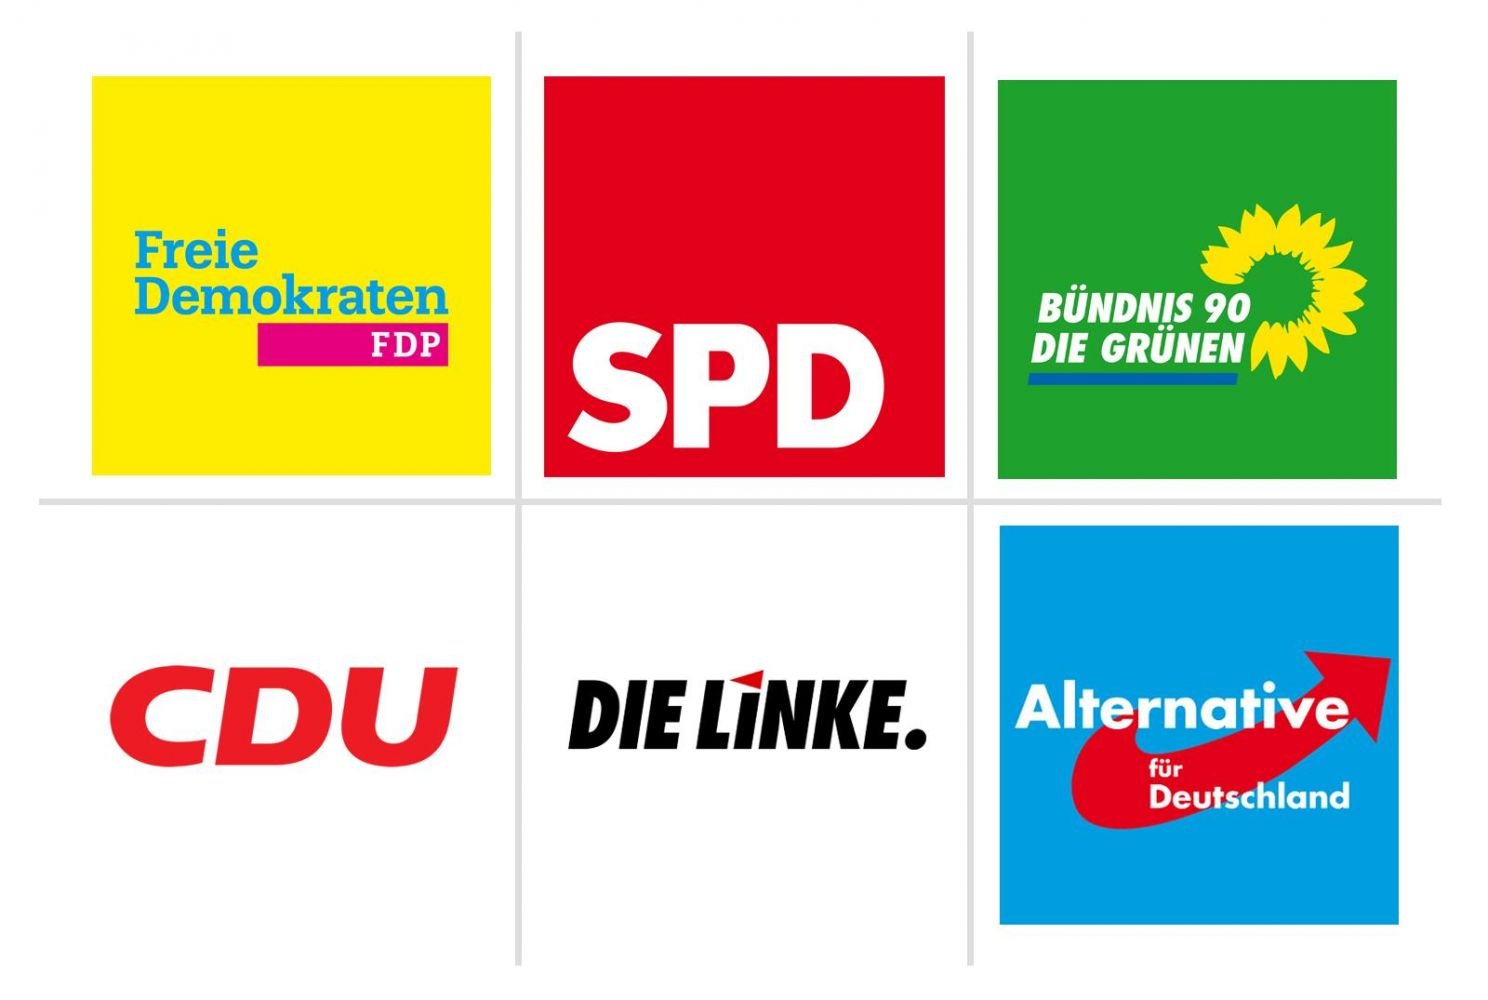 Freie
Demokraten
FDP
SPD
BÜNDNIS 90
DIE GRÜNEN
CDU
DIE LINKE.
Alternative
für
Deutschland